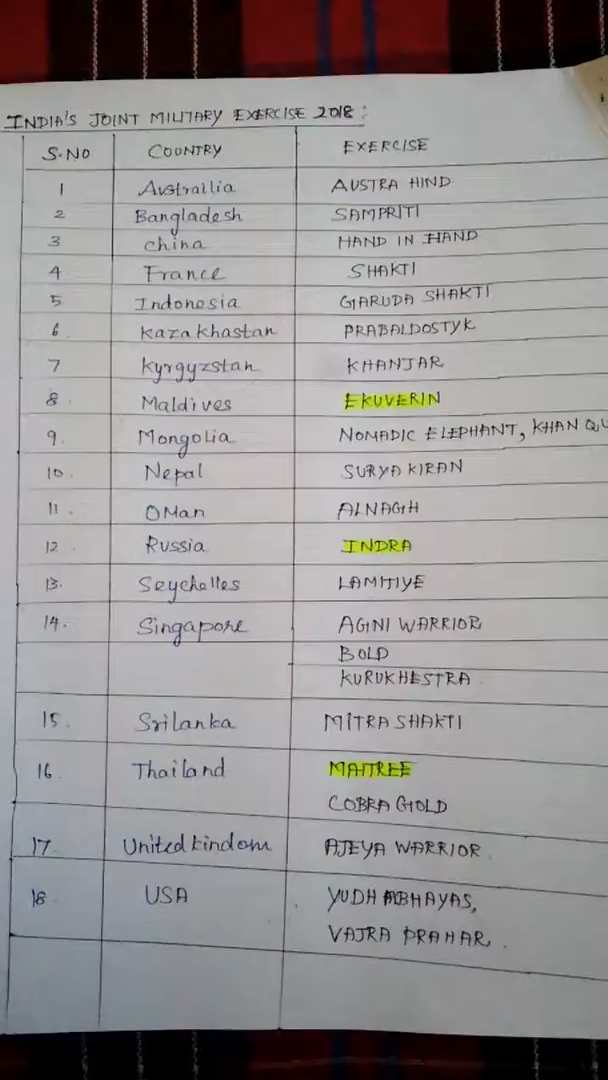 INDIA'S JOINT MILITARY EXERCISE 2018:
S.NO COUNTRY EXERCISE
1 Australlia AUSTRA HIND
2 Bangladesh SAMPRITI
3 China HAND IN HAND
4 France SHAKTI
5 Indonesia GARUDA SHAKTI
6. Kazakhastan PRABALDOSTYK
7 Kyrgyzstan KHANJAR
8. Maldives EKUVERIN
9. Mongolia NOMADIC ELEPHANT, KHAN QU
10. Nepal SURYA KIRAN
11. OMan ALNAGH
12. Russia INDRA
13. Seychelles LAMITIYE
14. Singapore AGNI WARRIOR
BOLD
KURUKHESTRA.
15. Srilanka MITRA SHAKTI
16. Thailand MAITREE
COBRA GOLD
17. United kindom AJEYA WARRIOR.
18. USA YUDH ABHAYAS,
VAJRA PRAHAR.